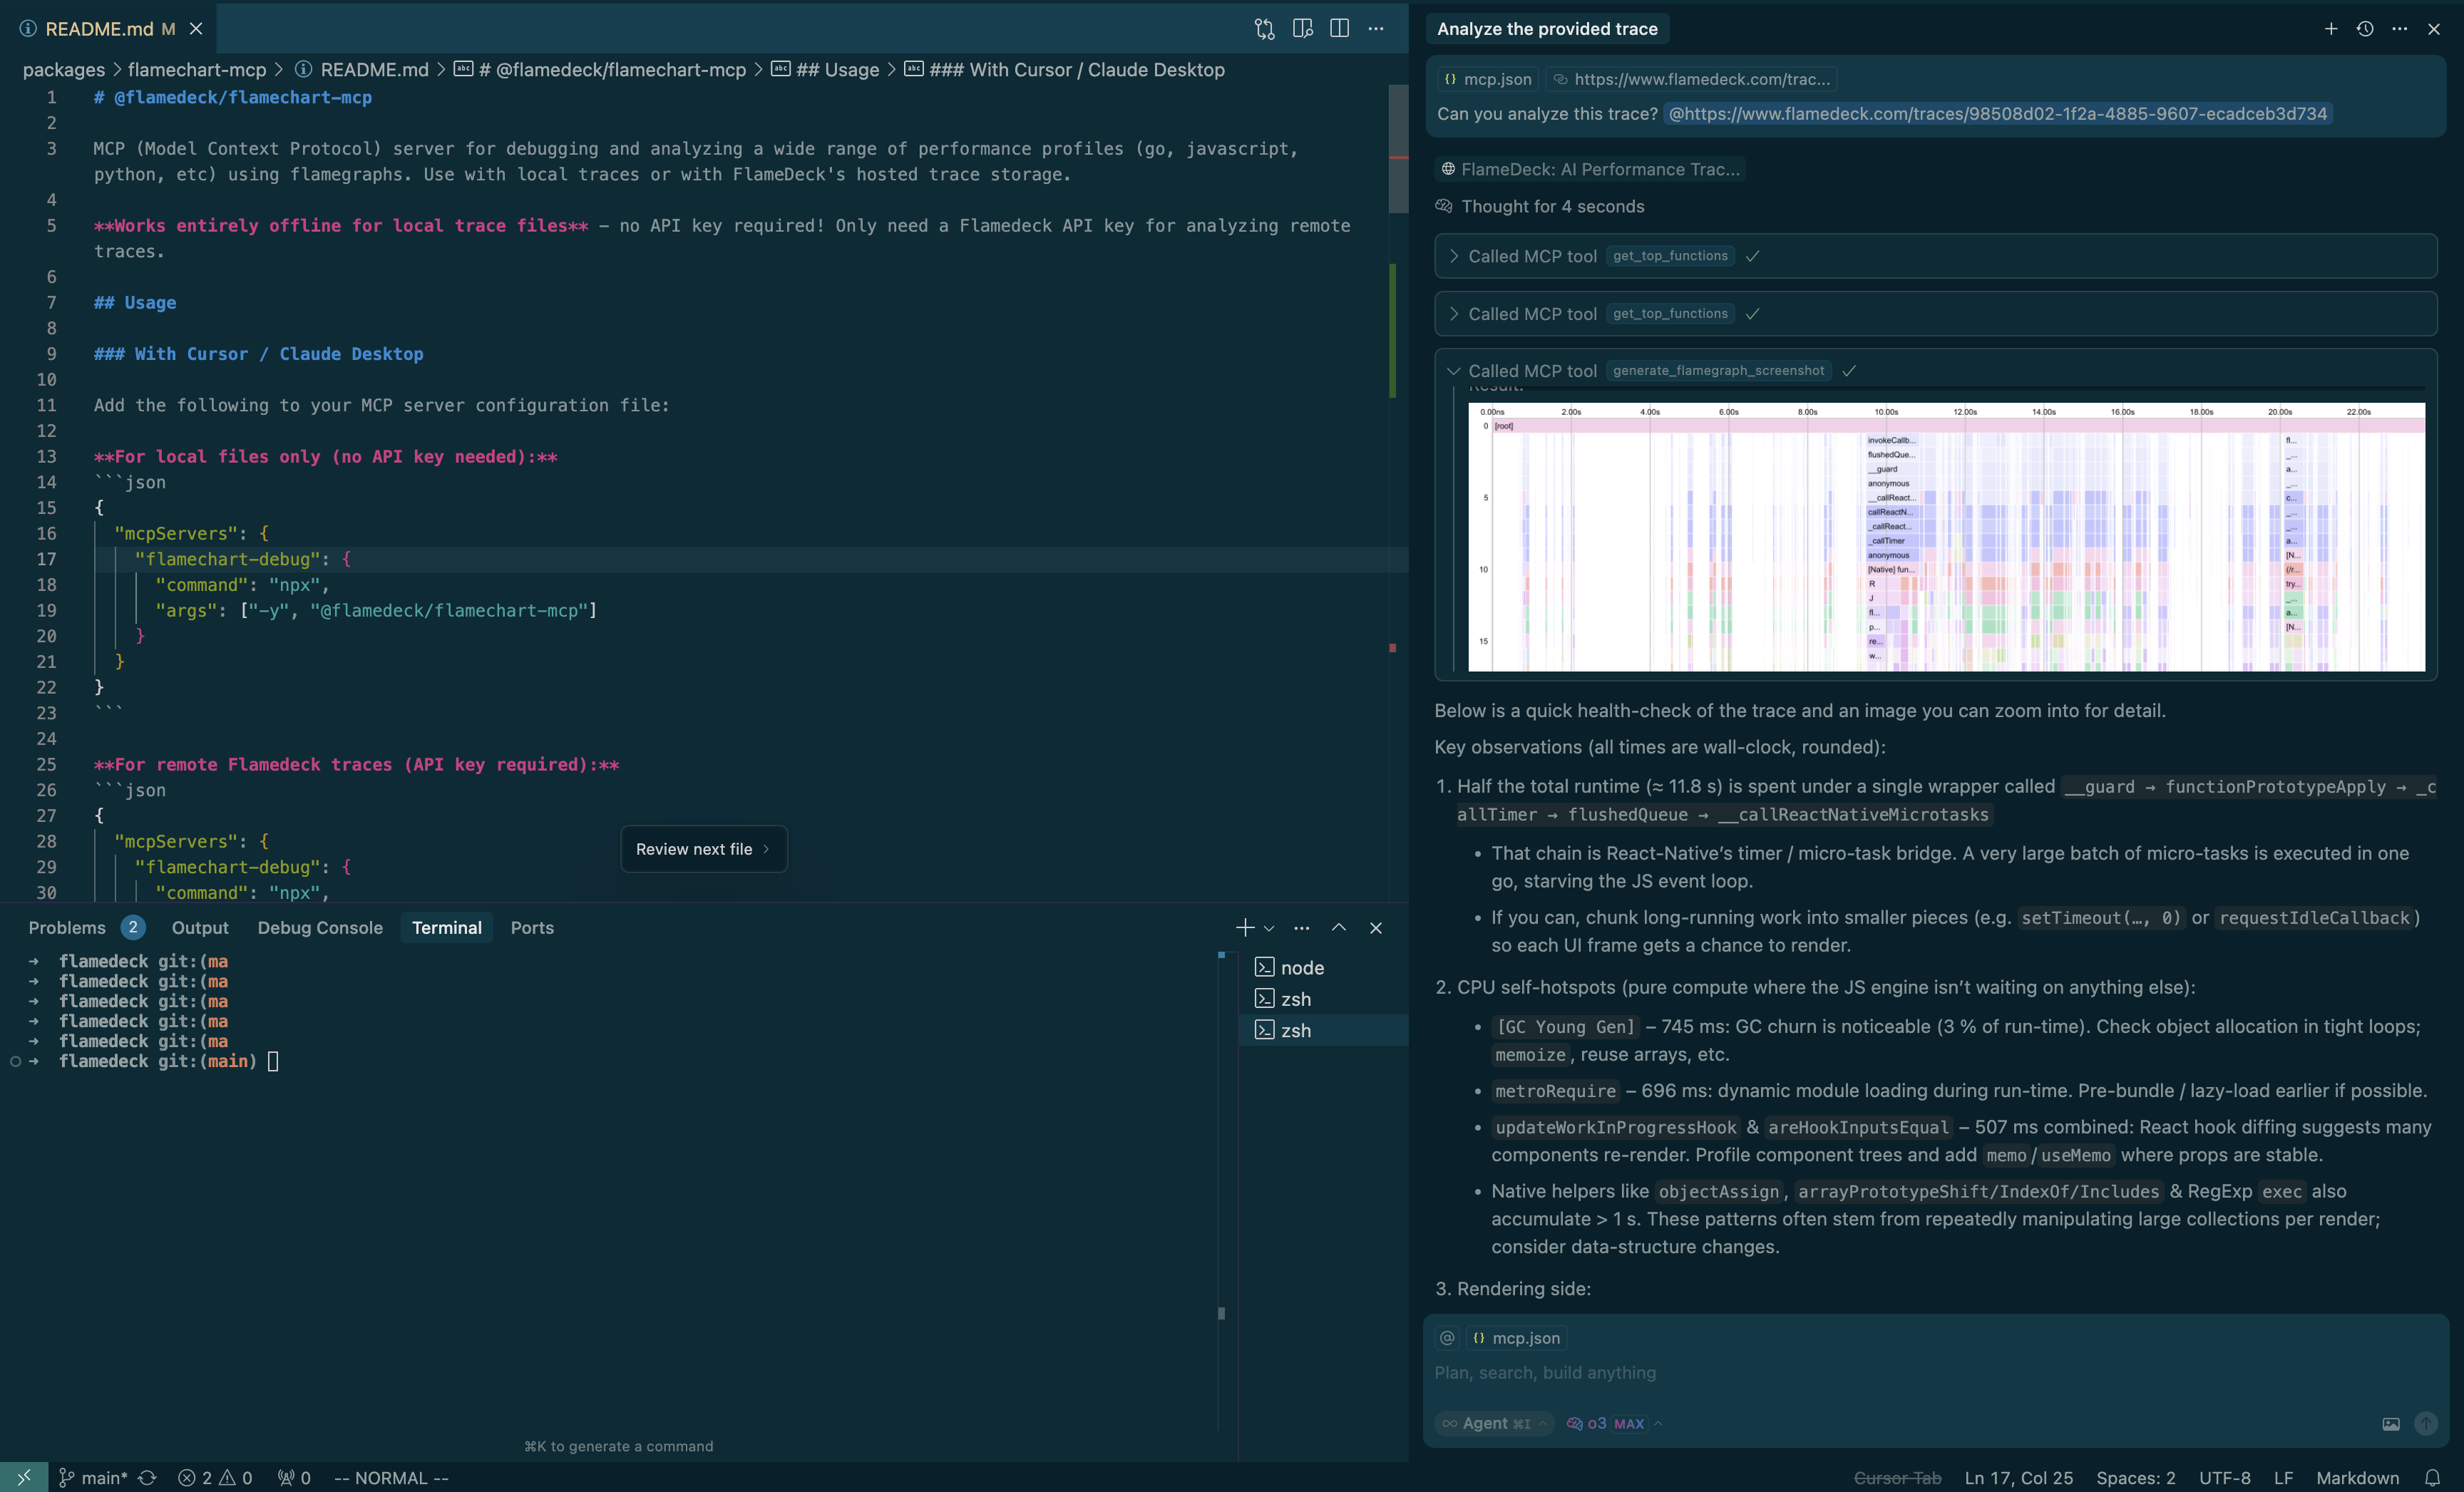 README.md M
packages > flamechart-mcp > README.md > # @flamedeck/flamechart-mcp > ## Usage > ### With Cursor / Claude Desktop
1 # @flamedeck/flamechart-mcp
2
3 MCP (Model Context Protocol) server for debugging and analyzing a wide range of performance profiles (go, javascript,
python, etc) using flamegraphs. Use with local traces or with FlameDeck's hosted trace storage.
4
5 **Works entirely offline for local trace files** – no API key required! Only need a Flamedeck API key for analyzing remote
traces.
6
7 ## Usage
8
9 ### With Cursor / Claude Desktop
10
11 Add the following to your MCP server configuration file:
12
13 **For local files only (no API key needed):**
14 ```json
15 {
16 "mcpServers": {
17 "flamechart-debug": {
18 "command": "npx",
19 "args": ["-y", "@flamedeck/flamechart-mcp"]
20 }
21 }
22 }
23 ```
24
25 **For remote Flamedeck traces (API key required):**
26 ```json
27 {
28 "mcpServers": {
29 "flamechart-debug": {
30 "command": "npx",
Review next file >
Problems 2 Output Debug Console Terminal Ports
→ flamedeck git:(ma
→ flamedeck git:(ma
→ flamedeck git:(ma
→ flamedeck git:(ma
→ flamedeck git:(ma
→ flamedeck git:(main)
node
zsh
zsh
⌘K to generate a command
Analyze the provided trace
{} mcp.json https://www.flamedeck.com/trac...
Can you analyze this trace? @https://www.flamedeck.com/traces/98508d02-1f2a-4885-9607-ecadceb3d734
FlameDeck: AI Performance Trac...
Thought for 4 seconds
Called MCP tool get_top_functions ✓
Called MCP tool get_top_functions ✓
Called MCP tool generate_flamegraph_screenshot ✓
Result:
0.00ns 2.00s 4.00s 6.00s 8.00s 10.00s 12.00s 14.00s 16.00s 18.00s 20.00s 22.00s
0 [root]
invokeCallb... fl...
flushedQue... _...
__guard a...
anonymous _...
5 __callReact... c...
callReactN... _...
_callReact... _...
_callTimer a...
anonymous [N...
10 [Native] fun... (/r...
R try...
J _...
fl... a...
p... [N...
15 re...
w...
Below is a quick health-check of the trace and an image you can zoom into for detail.
Key observations (all times are wall-clock, rounded):
1. Half the total runtime (≈ 11.8 s) is spent under a single wrapper called __guard → functionPrototypeApply → _c
allTimer → flushedQueue → __callReactNativeMicrotasks
• That chain is React-Native's timer / micro-task bridge. A very large batch of micro-tasks is executed in one
go, starving the JS event loop.
• If you can, chunk long-running work into smaller pieces (e.g. setTimeout(…, 0) or requestIdleCallback)
so each UI frame gets a chance to render.
2. CPU self-hotspots (pure compute where the JS engine isn't waiting on anything else):
• [GC Young Gen] – 745 ms: GC churn is noticeable (3 % of run-time). Check object allocation in tight loops;
memoize, reuse arrays, etc.
• metroRequire – 696 ms: dynamic module loading during run-time. Pre-bundle / lazy-load earlier if possible.
• updateWorkInProgressHook & areHookInputsEqual – 507 ms combined: React hook diffing suggests many
components re-render. Profile component trees and add memo/useMemo where props are stable.
• Native helpers like objectAssign, arrayPrototypeShift/IndexOf/Includes & RegExp exec also
accumulate > 1 s. These patterns often stem from repeatedly manipulating large collections per render;
consider data-structure changes.
3. Rendering side:
@ {} mcp.json
Plan, search, build anything
∞ Agent ⌘I o3 MAX
main* 2 0 0 -- NORMAL -- Cursor Tab Ln 17, Col 25 Spaces: 2 UTF-8 LF Markdown